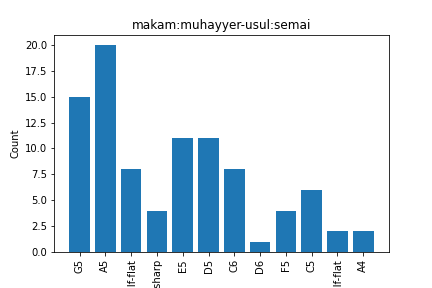 makam:muhayyer-usul:semai
Count
20.0
17.5
15.0
12.5
10.0
7.5
5.0
2.5
0.0
G5
A5
lf-flat
sharp
E5
D5
C6
D6
F5
C5
lf-flat
A4